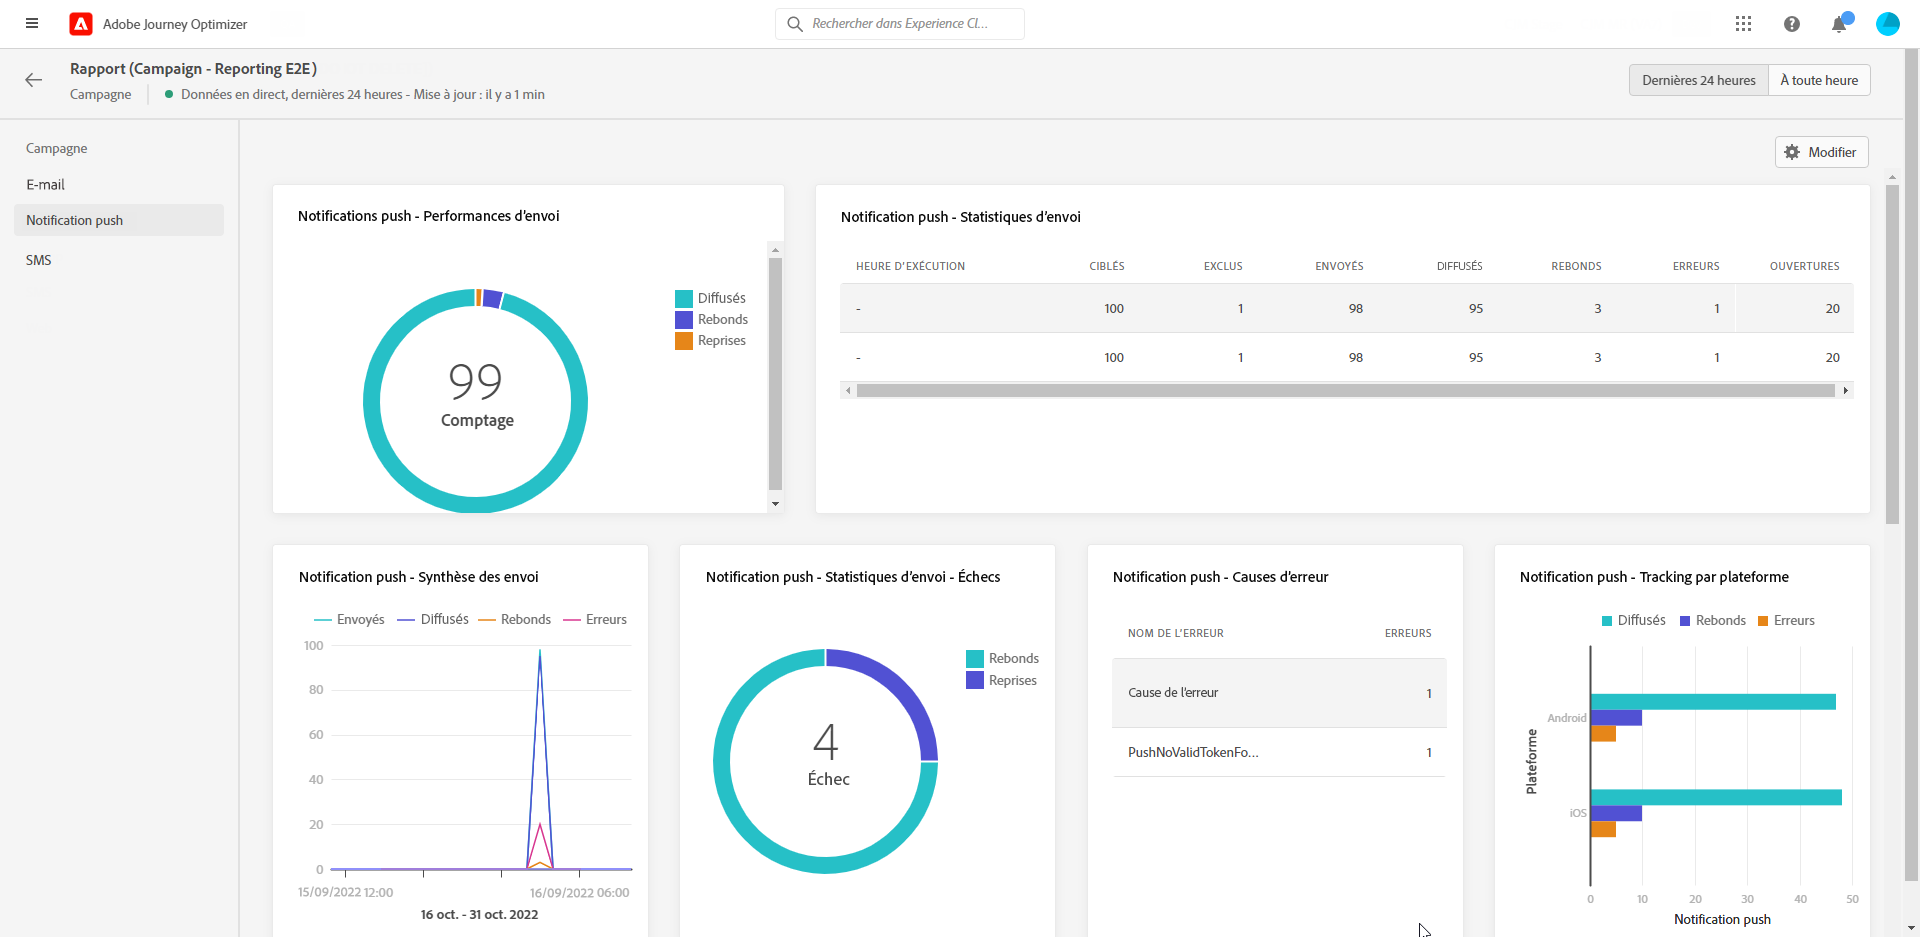 Adobe Journey Optimizer
Rechercher dans Experience Cl...
Rapport (Campaign - Reporting E2E)
Campagne
Données en direct, dernières 24 heures - Mise à jour : il y a 1 min
Dernières 24 heures
À toute heure
Campagne
E-mail
Notification push
SMS
Modifier
Notifications push - Performances d'envoi
99
Comptage
Diffusés
Rebonds
Reprises
Notification push - Statistiques d'envoi
HEURE D'EXÉCUTION CIBLÉS EXCLUS ENVOYÉS DIFFUSÉS REBONDS ERREURS OUVERTURES
- 100 1 98 95 3 1 20
- 100 1 98 95 3 1 20
Notification push - Synthèse des envoi
Envoyés Diffusés Rebonds Erreurs
100
80
60
40
20
0
15/09/2022 12:00 16/09/2022 06:00
16 oct. - 31 oct. 2022
Notification push - Statistiques d'envoi - Échecs
4
Échec
Rebonds
Reprises
Notification push - Causes d'erreur
NOM DE L'ERREUR ERREURS
Cause de l'erreur 1
PushNoValidTokenFo... 1
Notification push - Tracking par plateforme
Diffusés Rebonds Erreurs
Plateforme
Android
iOS
0 10 20 30 40 50
Notification push